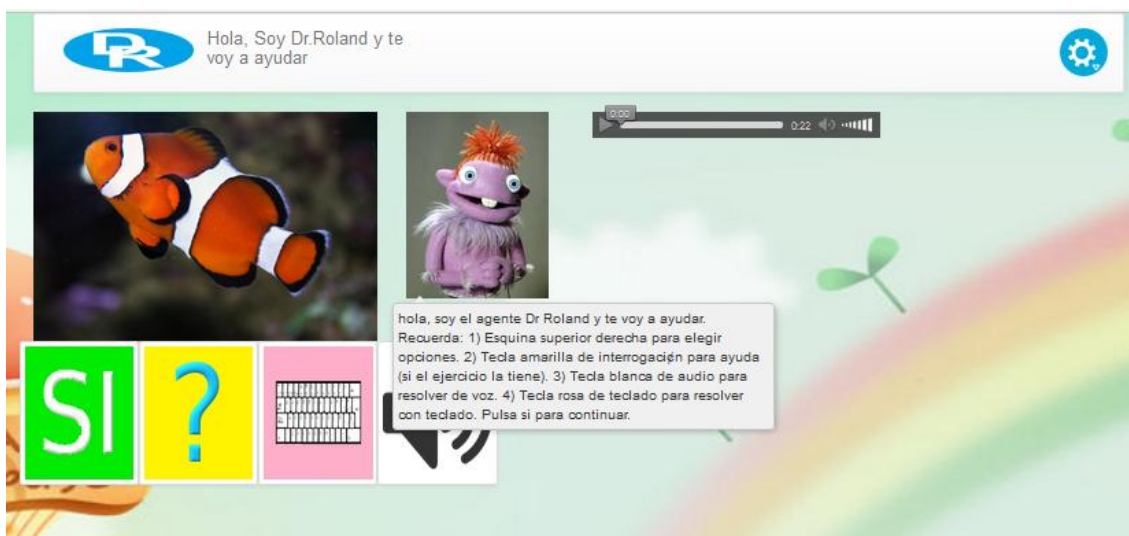 DR
Hola, Soy Dr.Roland y te
voy a ayudar
0:00
0:22
hola, soy el agente Dr Roland y te voy a ayudar.
Recuerda: 1) Esquina superior derecha para elegir
opciones. 2) Tecla amarilla de interrogación para ayuda
(si el ejercicio la tiene). 3) Tecla blanca de audio para
resolver de voz. 4) Tecla rosa de teclado para resolver
con teclado. Pulsa si para continuar.
SI ?